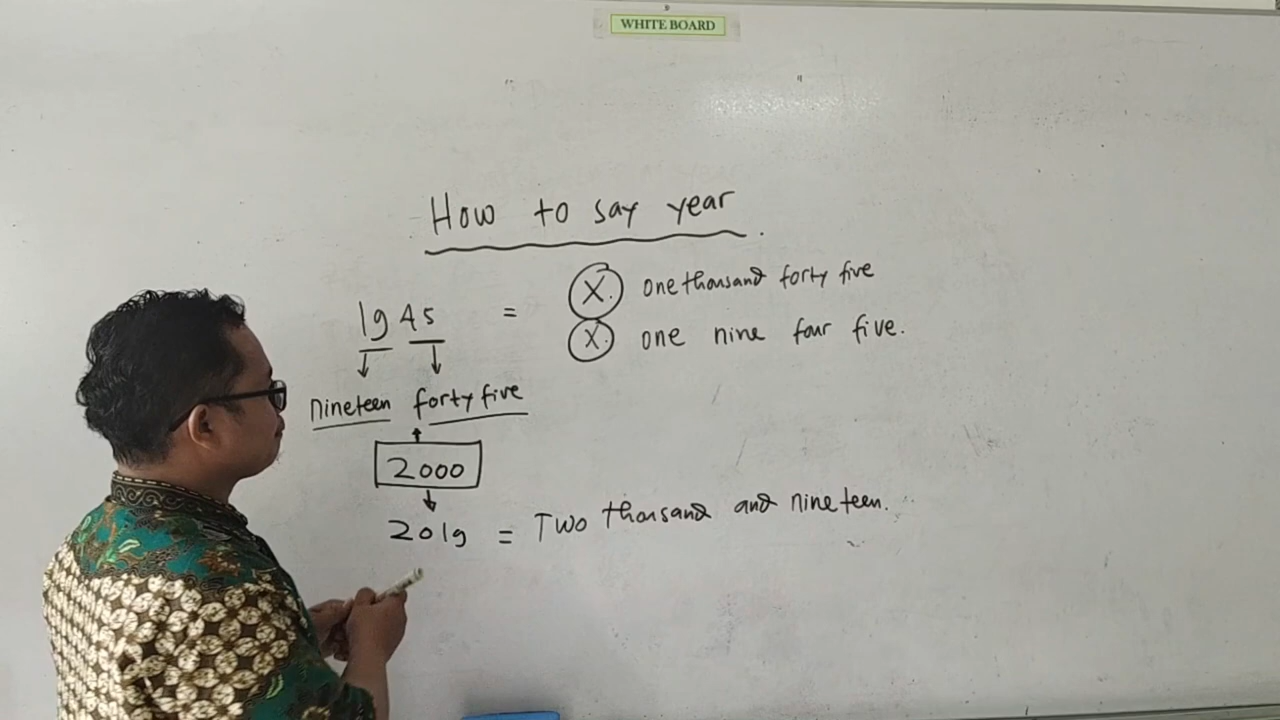 WHITE BOARD
How to say year.
1945 = X. one thousand forty five
X. one nine four five.
nineteen forty five
2000
2019 = Two thousand and nineteen.